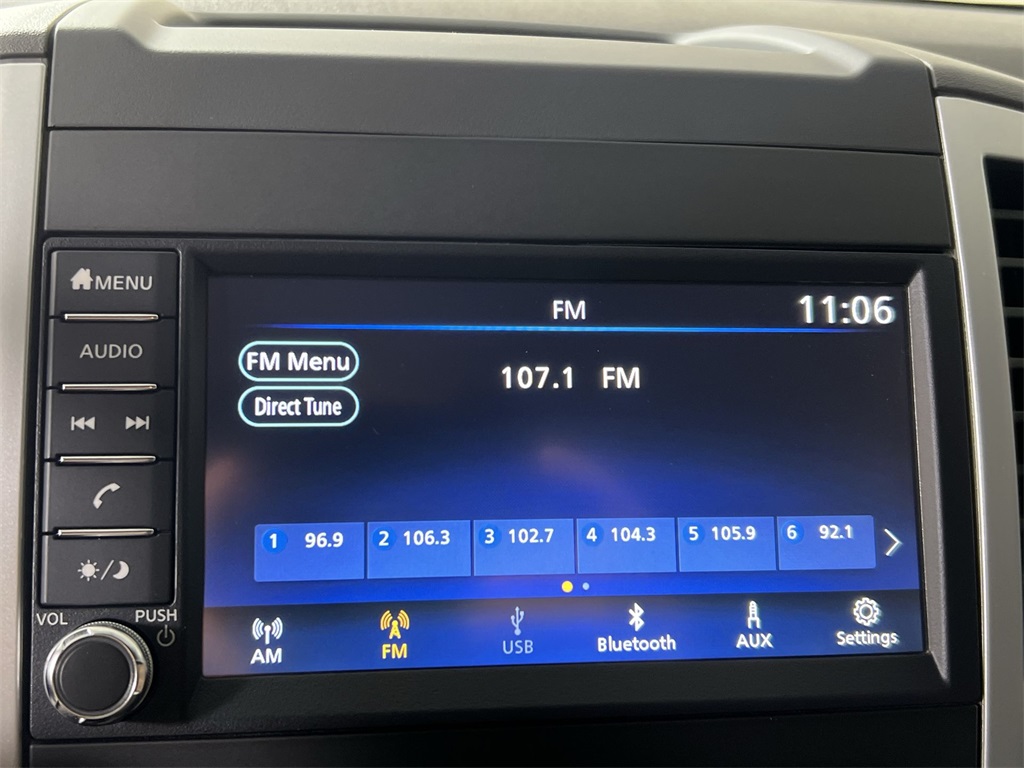 MENU
AUDIO
VOL
PUSH
FM
11:06
FM Menu
107.1 FM
Direct Tune
1 96.9
2 106.3
3 102.7
4 104.3
5 105.9
6 92.1
AM
FM
USB
Bluetooth
AUX
Settings